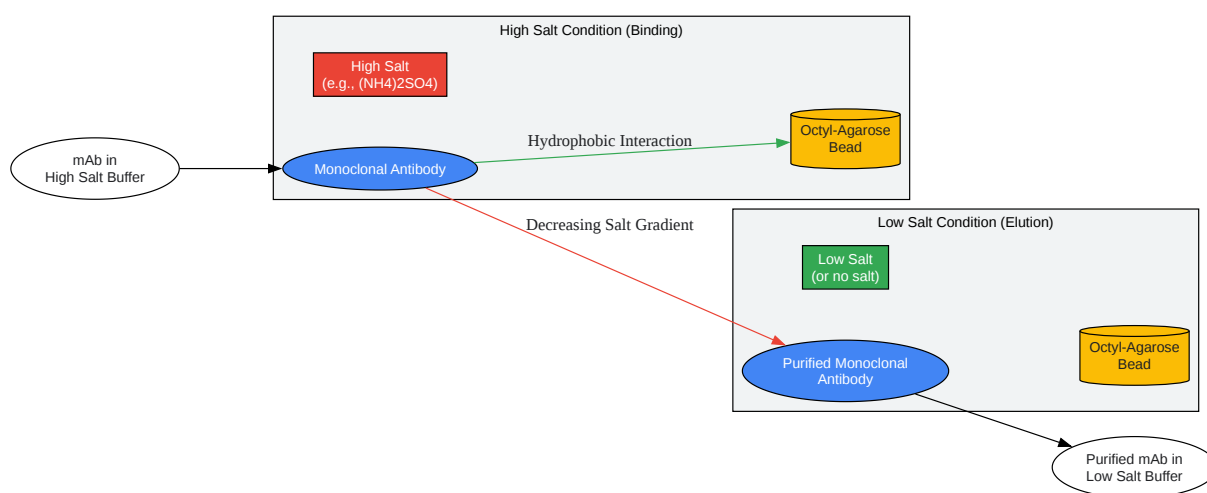 High Salt Condition (Binding)
High Salt
(e.g., (NH4)2SO4)
Octyl-Agarose
Bead
Hydrophobic Interaction
mAb in
High Salt Buffer
Monoclonal Antibody
Decreasing Salt Gradient
Low Salt Condition (Elution)
Low Salt
(or no salt)
Octyl-Agarose
Bead
Purified Monoclonal
Antibody
Purified mAb in
Low Salt Buffer